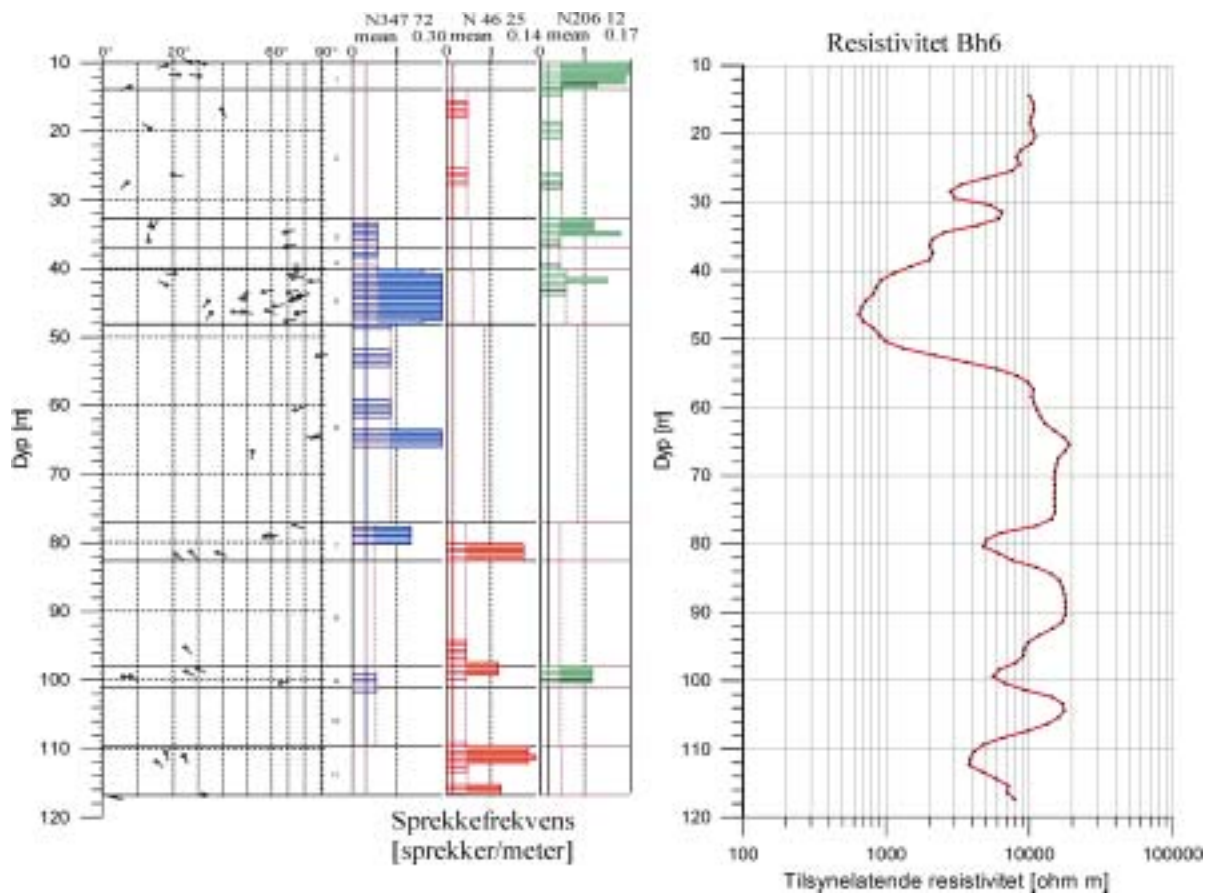 N347 72 N 46 25 N206 12
mean 0.30 mean 0.14 mean 0.17
0° 20° 60° 90° 0 1 0 1 0 1
Resistivitet Bh6
10
20
30
40
50
60
70
80
90
100
110
120
Dyp [m]
Sprekkefrekvens
[sprekker/meter]
10
20
30
40
50
60
70
80
90
100
110
120
Dyp [m]
100 1000 10000 100000
Tilsynelatende resistivitet [ohm m]